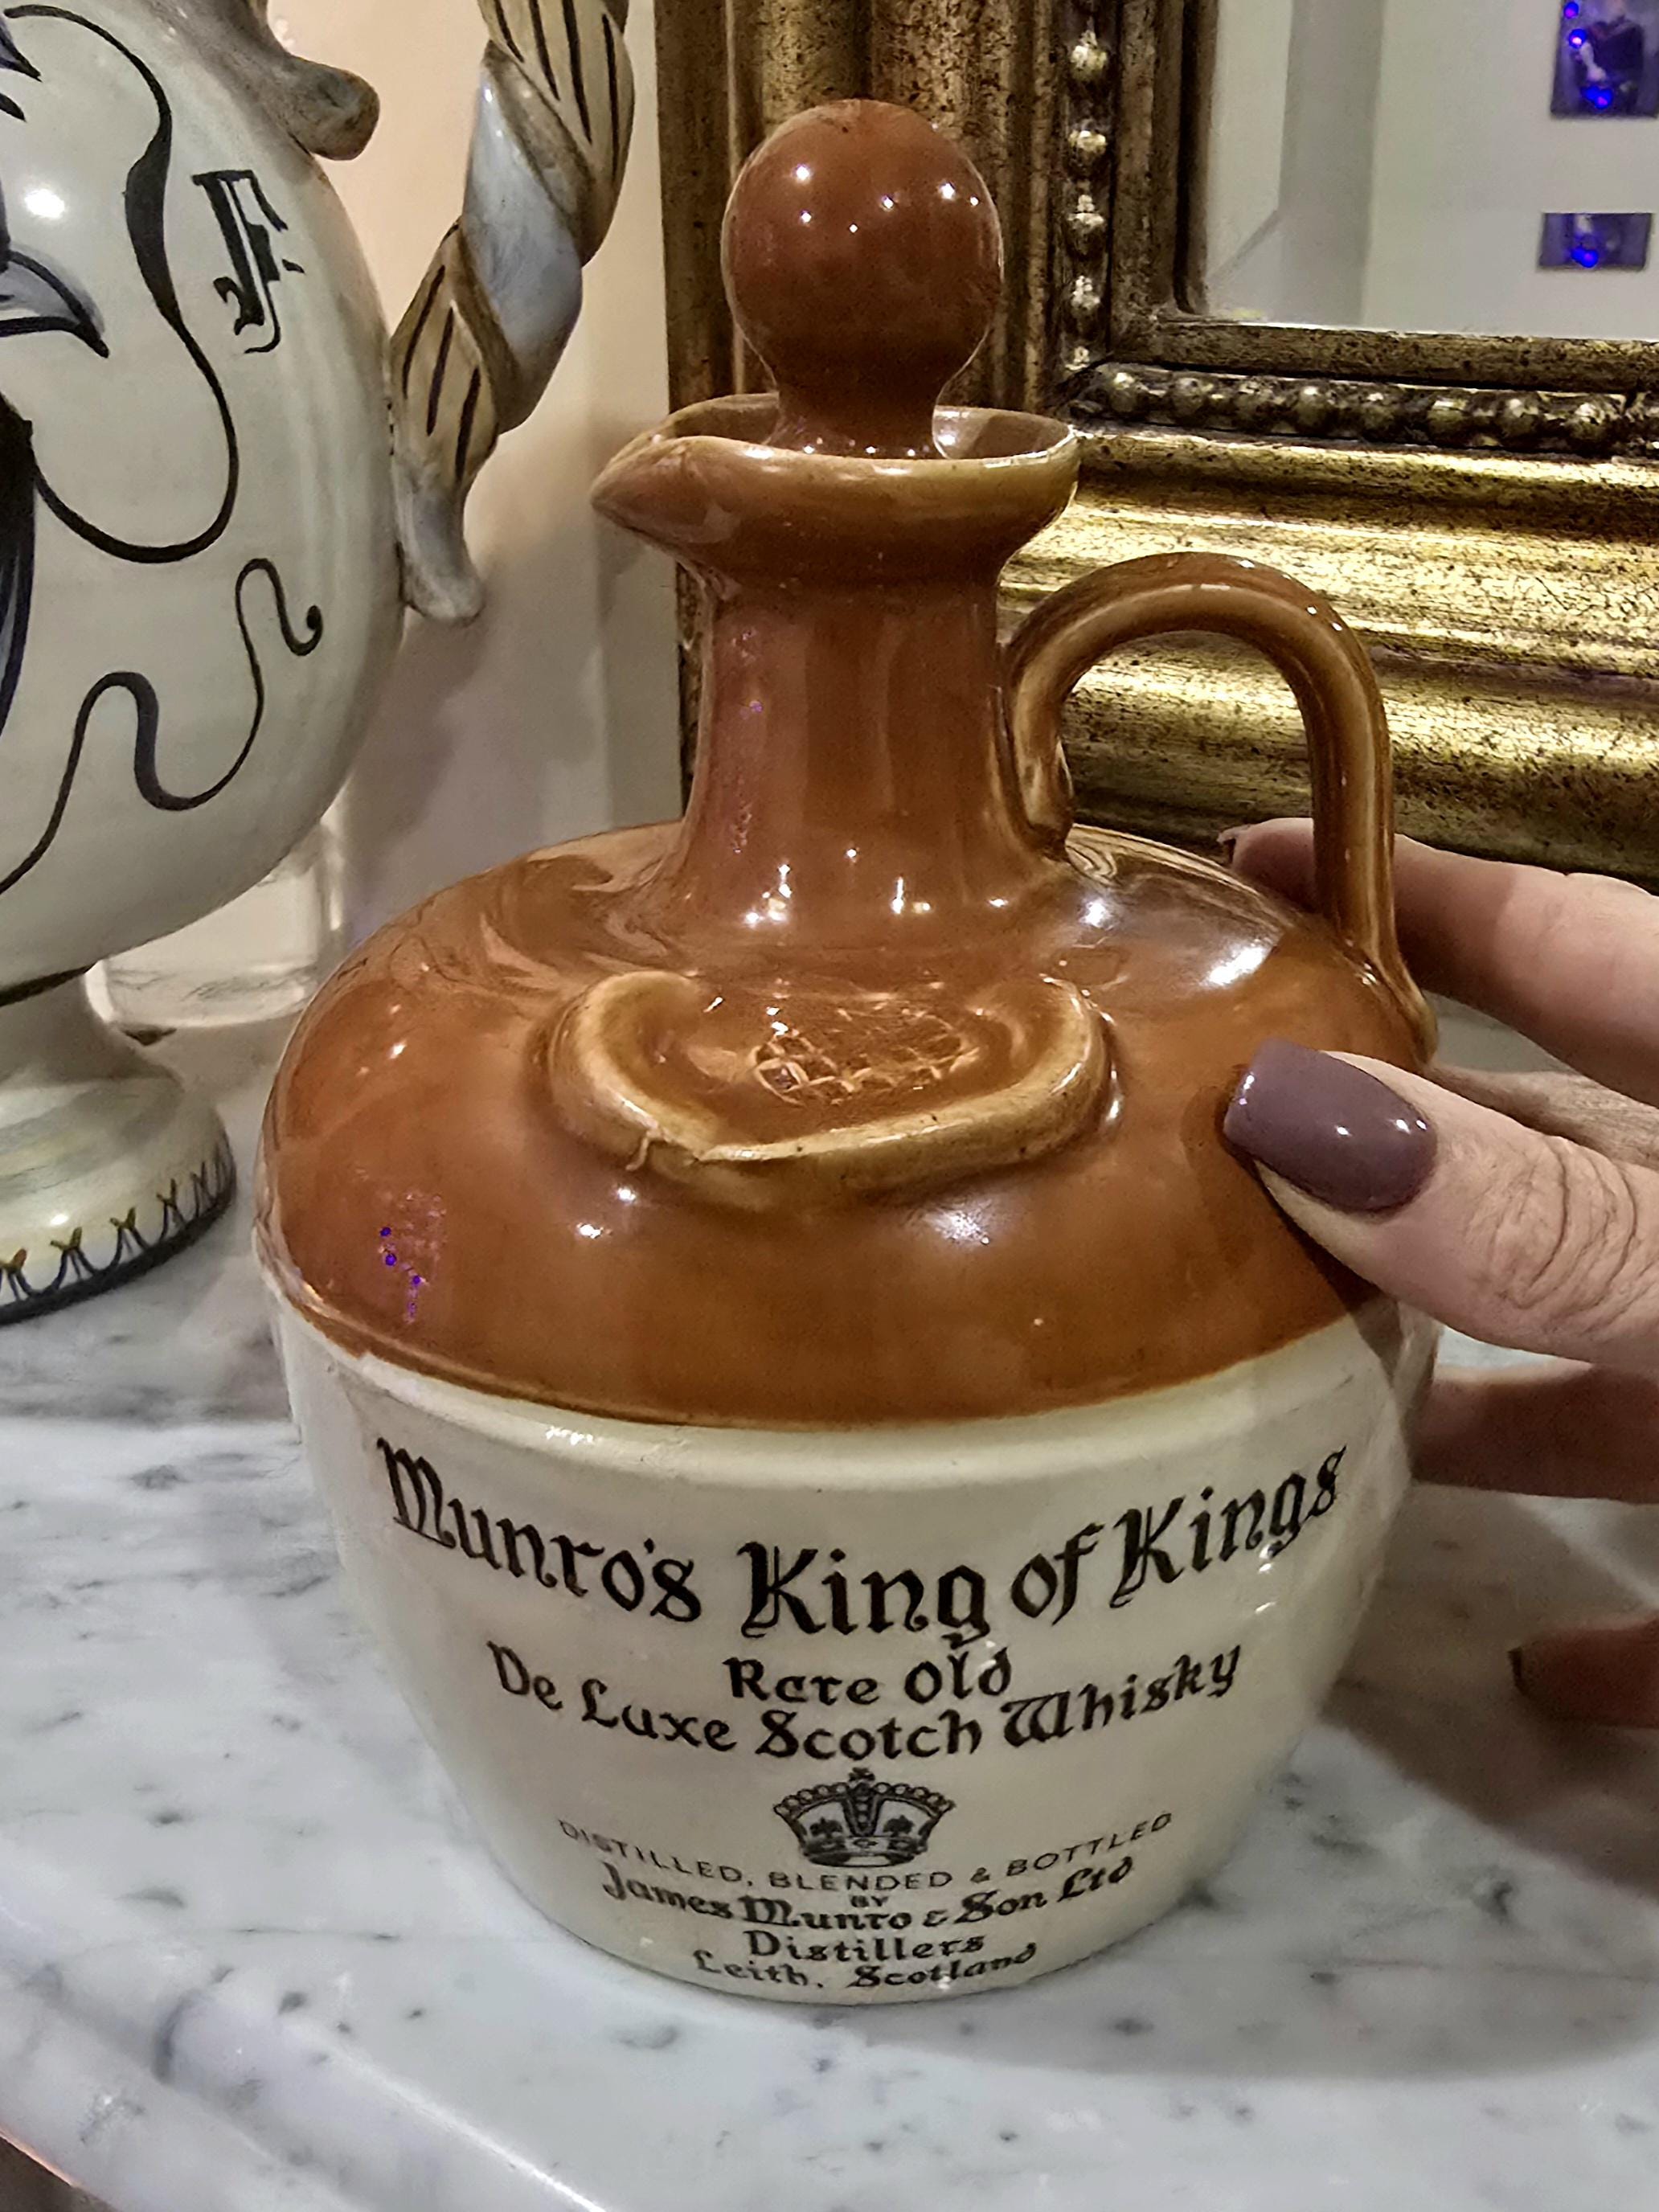 F
Munro's King of Kings
Rare Old
De Luxe Scotch Whisky
DISTILLED, BLENDED & BOTTLED
BY
James Munro & Son Ltd
Distillers
Leith, Scotland